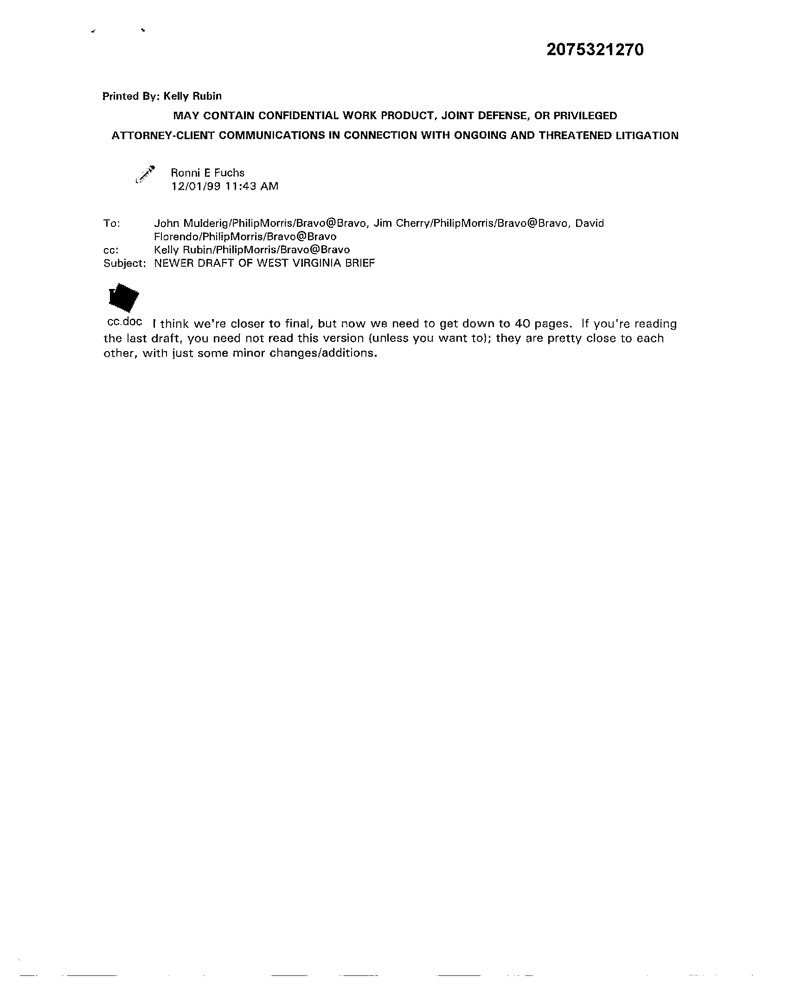 2075321270
Printed By: Kelly Rubin
MAY CONTAIN CONFIDENTIAL WORK PRODUCT, JOINT DEFENSE, OR PRIVILEGED
ATTORNEY-CLIENT COMMUNICATIONS IN CONNECTION WITH ONGOING AND THREATENED LITIGATION
Ronni E Fuchs
12/01/99 11:43 AM
To: John Mulderig/PhilipMorris/Bravo@Bravo, Jim Cherry/PhilipMorris/Bravo@Bravo, David
Florendo/PhilipMorris/Bravo@Bravo
cc: Kelly Rubin/PhilipMorris/Bravo@Bravo
Subject: NEWER DRAFT OF WEST VIRGINIA BRIEF
cc.doc I think we're closer to final, but now we need to get down to 40 pages. If you're reading
the last draft, you need not read this version (unless you want to); they are pretty close to each
other, with just some minor changes/additions.